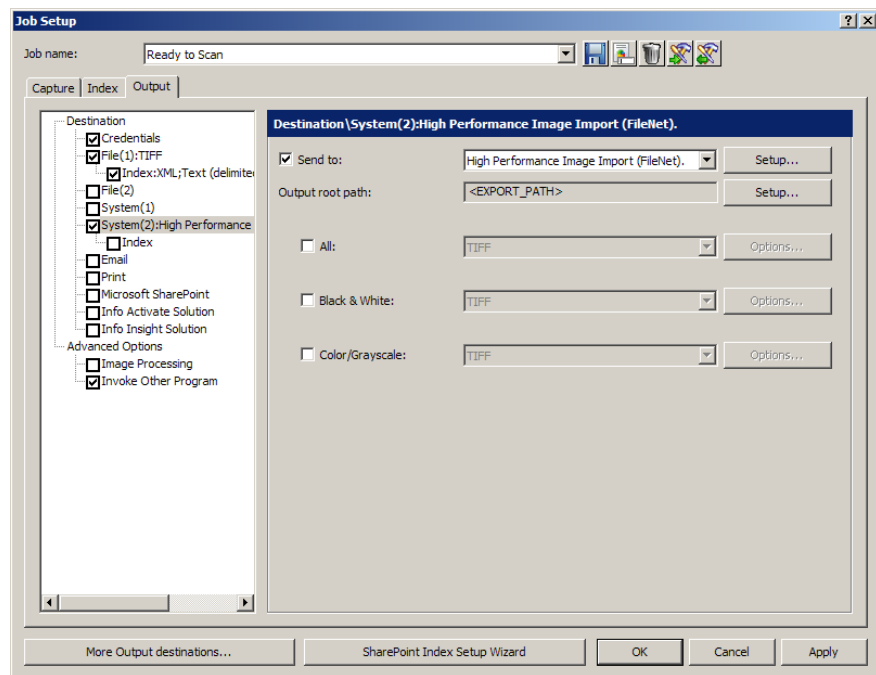 Job Setup
Job name: Ready to Scan
Capture Index Output
Destination
Credentials
File(1):TIFF
Index:XML;Text (delimite
File(2)
System(1)
System(2):High Performance
Index
Email
Print
Microsoft SharePoint
Info Activate Solution
Info Insight Solution
Advanced Options
Image Processing
Invoke Other Program
Destination\System(2):High Performance Image Import (FileNet).
Send to: High Performance Image Import (FileNet). Setup...
Output root path: <EXPORT_PATH> Setup...
All: TIFF Options...
Black & White: TIFF Options...
Color/Grayscale: TIFF Options...
More Output destinations... SharePoint Index Setup Wizard OK Cancel Apply